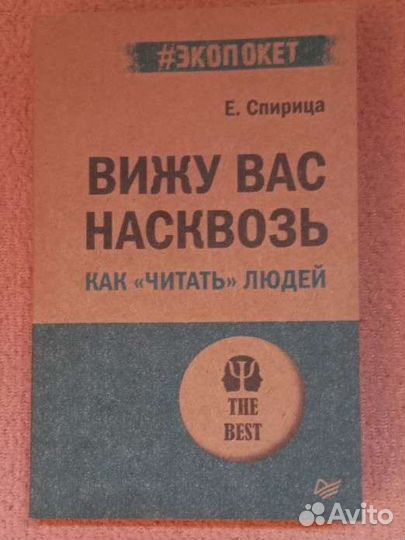 #ЭКОПОКЕТ
Е. Спирица
ВИЖУ ВАС
НАСКВОЗЬ
КАК «ЧИТАТЬ» ЛЮДЕЙ
Ψ
THE
BEST
Avito